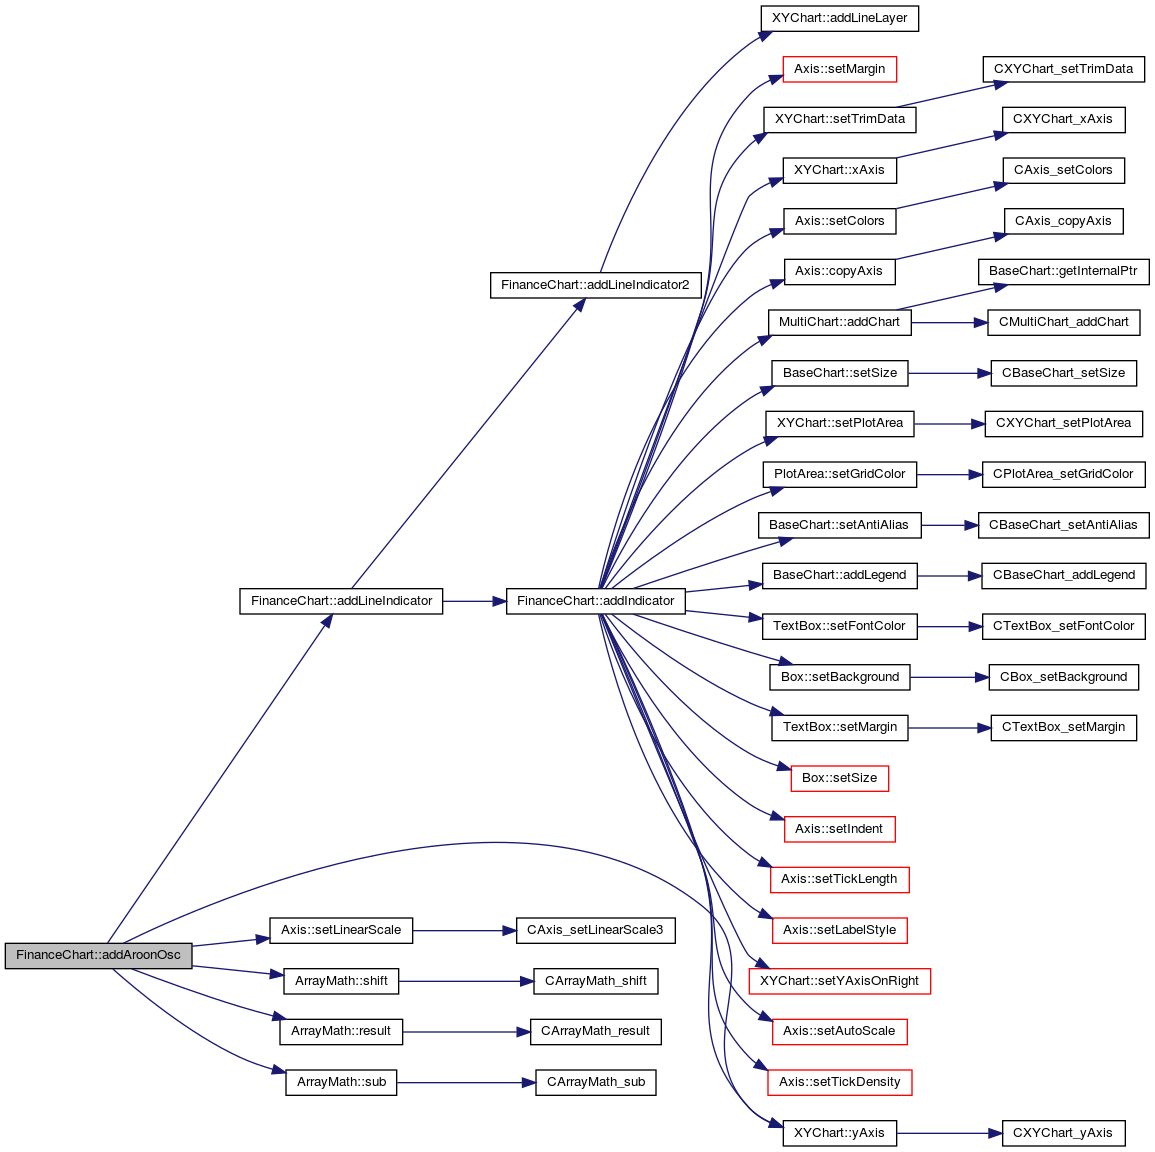 XYChart::addLineLayer
Axis::setMargin
CXYChart_setTrimData
XYChart::setTrimData
CXYChart_xAxis
XYChart::xAxis
CAxis_setColors
Axis::setColors
CAxis_copyAxis
Axis::copyAxis
BaseChart::getInternalPtr
FinanceChart::addLineIndicator2
MultiChart::addChart
CMultiChart_addChart
BaseChart::setSize
CBaseChart_setSize
XYChart::setPlotArea
CXYChart_setPlotArea
PlotArea::setGridColor
CPlotArea_setGridColor
BaseChart::setAntiAlias
CBaseChart_setAntiAlias
BaseChart::addLegend
CBaseChart_addLegend
FinanceChart::addLineIndicator
FinanceChart::addIndicator
TextBox::setFontColor
CTextBox_setFontColor
Box::setBackground
CBox_setBackground
TextBox::setMargin
CTextBox_setMargin
Box::setSize
Axis::setIndent
Axis::setTickLength
Axis::setLinearScale
CAxis_setLinearScale3
Axis::setLabelStyle
FinanceChart::addAroonOsc
ArrayMath::shift
CArrayMath_shift
XYChart::setYAxisOnRight
ArrayMath::result
CArrayMath_result
Axis::setAutoScale
ArrayMath::sub
CArrayMath_sub
Axis::setTickDensity
XYChart::yAxis
CXYChart_yAxis